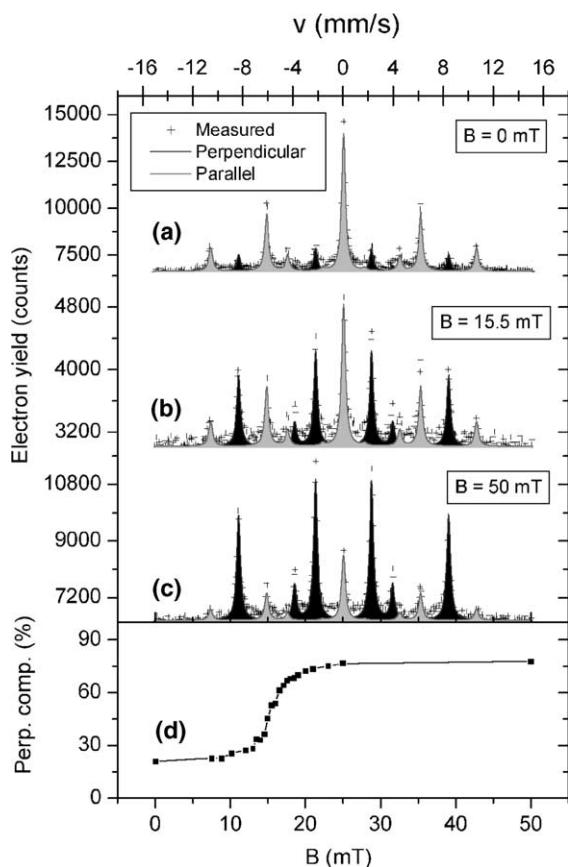 v (mm/s)
-16 -12 -8 -4 0 4 8 12 16
15000
Measured
Perpendicular
Parallel
B = 0 mT
12500
10000
(a)
7500
4800
B = 15.5 mT
4000
(b)
3200
10800
B = 50 mT
9000
(c)
7200
Electron yield (counts)
90
60
(d)
30
0
Perp. comp. (%)
0 10 20 30 40 50
B (mT)